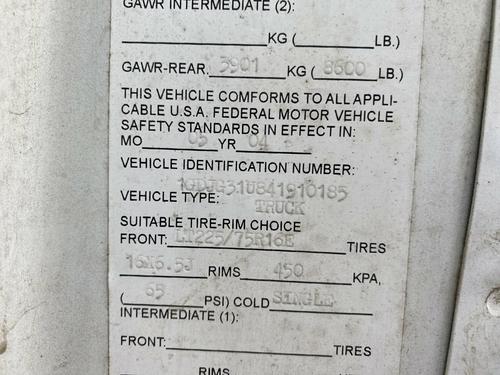 GAWR INTERMEDIATE (2):
KG ( LB.)
GAWR-REAR. 3901 KG ( 8600 LB.)
THIS VEHICLE COMFORMS TO ALL APPLI-
CABLE U.S.A. FEDERAL MOTOR VEHICLE
SAFETY STANDARDS IN EFFECT IN:
MO 05 YR 04
VEHICLE IDENTIFICATION NUMBER:
1GDJG31U841910185
VEHICLE TYPE: TRUCK
SUITABLE TIRE-RIM CHOICE
FRONT: LT225/75R16E TIRES
16X6.5J RIMS 450 KPA,
( 65 PSI) COLD SINGLE
INTERMEDIATE (1):
FRONT: TIRES
RIMS